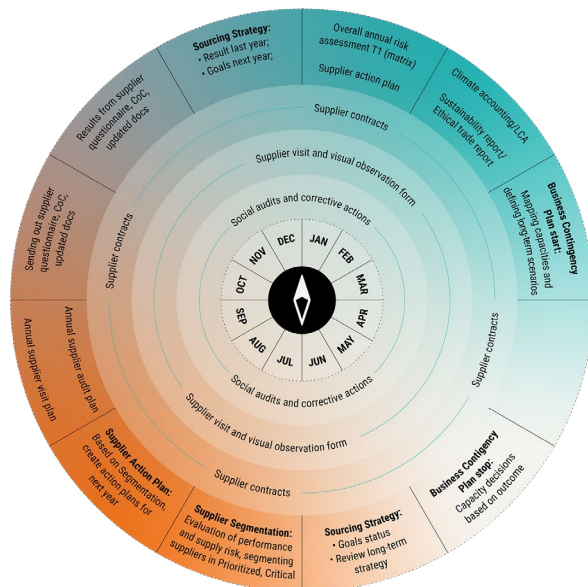 Sourcing Strategy:
• Result last year;
• Goals next year;
Overall annual risk
assessment T1 (matrix)
Supplier action plan
Climate accounting/LCA
Sustainability report/
Ethical trade report
Business Contingency
Plan start:
Mapping capacities and
defining long-term scenarios
Business Contigency
Plan stop:
Capacity decisions
based on outcome
Sourcing Strategy:
• Goals status
• Review long-term
strategy
Supplier Segmentation:
Evaluation of performance
and supply risk, segmenting
suppliers in Prioritized, Critical
Supplier Action Plan:
Based on Segmentation,
create action plans for
next year
Annual supplier audit plan
Annual supplier visit plan
Sending out supplier
questionnaire, CoC,
updated docs
Results from supplier
questionnaire, CoC,
updated docs
Supplier contracts
Supplier contracts
Supplier contracts
Supplier contracts
Supplier visit and visual observation form
Supplier visit and visual observation form
Social audits and corrective actions
Social audits and corrective actions
JAN
FEB
MAR
APR
MAY
JUN
JUL
AUG
SEP
OCT
NOV
DEC